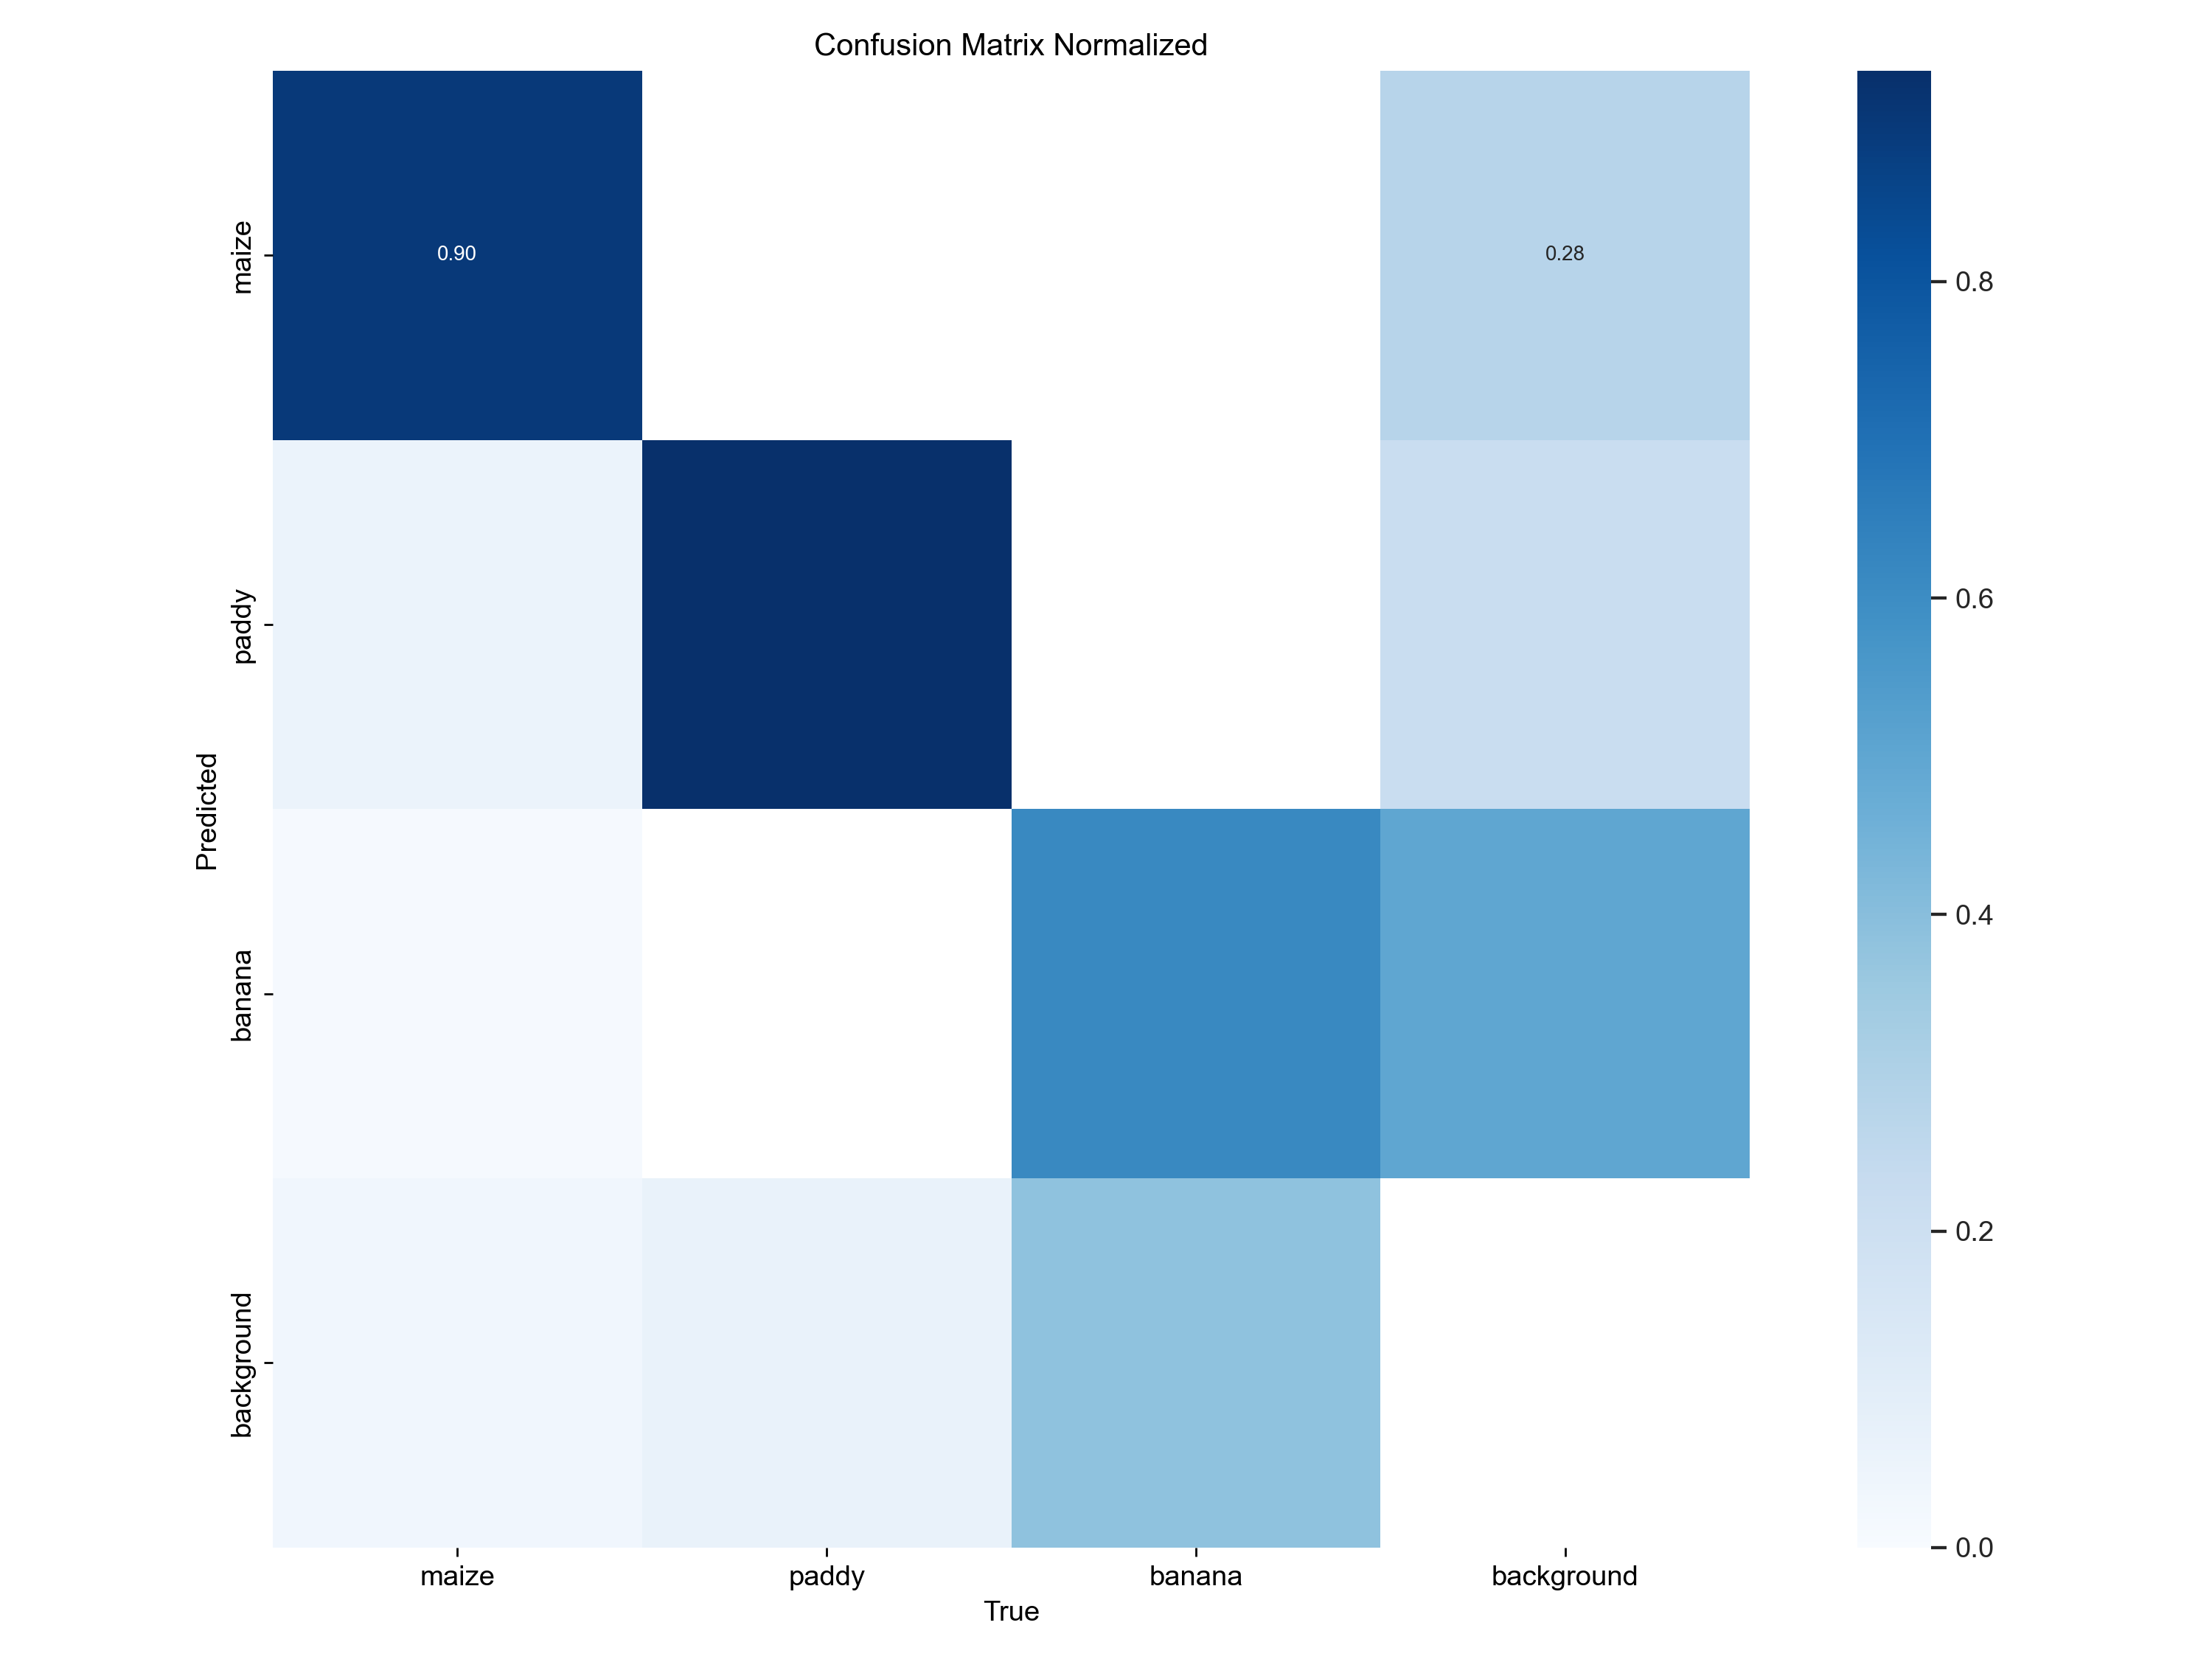 Confusion Matrix Normalized
maize
0.90
0.28
paddy
banana
background
Predicted
maize
paddy
banana
background
True
0.8
0.6
0.4
0.2
0.0